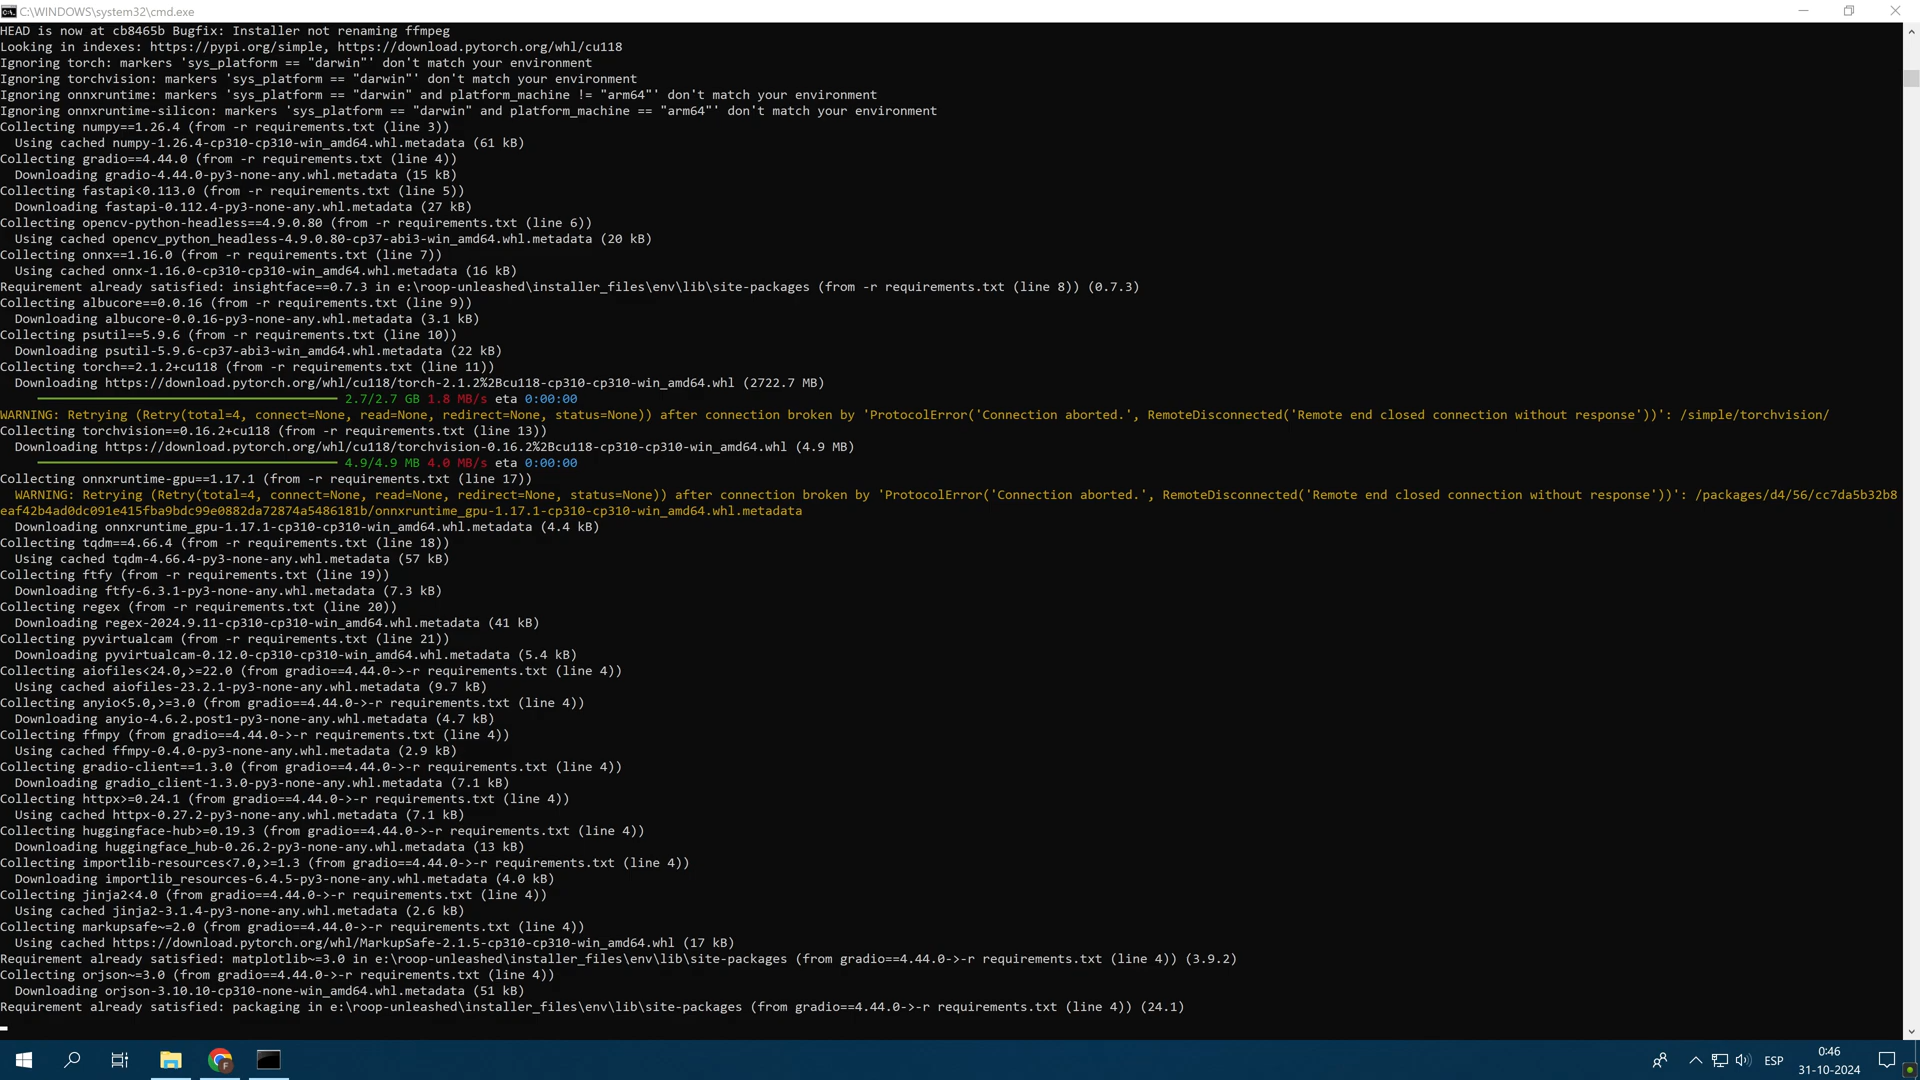 C:\WINDOWS\system32\cmd.exe
HEAD is now at cb8465b Bugfix: Installer not renaming ffmpeg
Looking in indexes: https://pypi.org/simple, https://download.pytorch.org/whl/cu118
Ignoring torch: markers 'sys_platform == "darwin"' don't match your environment
Ignoring torchvision: markers 'sys_platform == "darwin"' don't match your environment
Ignoring onnxruntime: markers 'sys_platform == "darwin" and platform_machine != "arm64"' don't match your environment
Ignoring onnxruntime-silicon: markers 'sys_platform == "darwin" and platform_machine == "arm64"' don't match your environment
Collecting numpy==1.26.4 (from -r requirements.txt (line 3))
Using cached numpy-1.26.4-cp310-cp310-win_amd64.whl.metadata (61 kB)
Collecting gradio==4.44.0 (from -r requirements.txt (line 4))
Downloading gradio-4.44.0-py3-none-any.whl.metadata (15 kB)
Collecting fastapi<0.113.0 (from -r requirements.txt (line 5))
Downloading fastapi-0.112.4-py3-none-any.whl.metadata (27 kB)
Collecting opencv-python-headless==4.9.0.80 (from -r requirements.txt (line 6))
Using cached opencv_python_headless-4.9.0.80-cp37-abi3-win_amd64.whl.metadata (20 kB)
Collecting onnx==1.16.0 (from -r requirements.txt (line 7))
Using cached onnx-1.16.0-cp310-cp310-win_amd64.whl.metadata (16 kB)
Requirement already satisfied: insightface==0.7.3 in e:\roop-unleashed\installer_files\env\lib\site-packages (from -r requirements.txt (line 8)) (0.7.3)
Collecting albucore==0.0.16 (from -r requirements.txt (line 9))
Downloading albucore-0.0.16-py3-none-any.whl.metadata (3.1 kB)
Collecting psutil==5.9.6 (from -r requirements.txt (line 10))
Downloading psutil-5.9.6-cp37-abi3-win_amd64.whl.metadata (22 kB)
Collecting torch==2.1.2+cu118 (from -r requirements.txt (line 11))
Downloading https://download.pytorch.org/whl/cu118/torch-2.1.2%2Bcu118-cp310-cp310-win_amd64.whl (2722.7 MB)
2.7/2.7 GB 1.8 MB/s eta 0:00:00
WARNING: Retrying (Retry(total=4, connect=None, read=None, redirect=None, status=None)) after connection broken by 'ProtocolError('Connection aborted.', RemoteDisconnected('Remote end closed connection without response'))': /simple/torchvision/
Collecting torchvision==0.16.2+cu118 (from -r requirements.txt (line 13))
Downloading https://download.pytorch.org/whl/cu118/torchvision-0.16.2%2Bcu118-cp310-cp310-win_amd64.whl (4.9 MB)
4.9/4.9 MB 4.0 MB/s eta 0:00:00
Collecting onnxruntime-gpu==1.17.1 (from -r requirements.txt (line 17))
WARNING: Retrying (Retry(total=4, connect=None, read=None, redirect=None, status=None)) after connection broken by 'ProtocolError('Connection aborted.', RemoteDisconnected('Remote end closed connection without response'))': /packages/d4/56/cc7da5b32b8
eaf42b4ad0dc091e415fba9bdc99e0882da72874a5486181b/onnxruntime_gpu-1.17.1-cp310-cp310-win_amd64.whl.metadata
Downloading onnxruntime_gpu-1.17.1-cp310-cp310-win_amd64.whl.metadata (4.4 kB)
Collecting tqdm==4.66.4 (from -r requirements.txt (line 18))
Using cached tqdm-4.66.4-py3-none-any.whl.metadata (57 kB)
Collecting ftfy (from -r requirements.txt (line 19))
Downloading ftfy-6.3.1-py3-none-any.whl.metadata (7.3 kB)
Collecting regex (from -r requirements.txt (line 20))
Downloading regex-2024.9.11-cp310-cp310-win_amd64.whl.metadata (41 kB)
Collecting pyvirtualcam (from -r requirements.txt (line 21))
Downloading pyvirtualcam-0.12.0-cp310-cp310-win_amd64.whl.metadata (5.4 kB)
Collecting aiofiles<24.0,>=22.0 (from gradio==4.44.0->-r requirements.txt (line 4))
Using cached aiofiles-23.2.1-py3-none-any.whl.metadata (9.7 kB)
Collecting anyio<5.0,>=3.0 (from gradio==4.44.0->-r requirements.txt (line 4))
Downloading anyio-4.6.2.post1-py3-none-any.whl.metadata (4.7 kB)
Collecting ffmpy (from gradio==4.44.0->-r requirements.txt (line 4))
Using cached ffmpy-0.4.0-py3-none-any.whl.metadata (2.9 kB)
Collecting gradio-client==1.3.0 (from gradio==4.44.0->-r requirements.txt (line 4))
Downloading gradio_client-1.3.0-py3-none-any.whl.metadata (7.1 kB)
Collecting httpx>=0.24.1 (from gradio==4.44.0->-r requirements.txt (line 4))
Using cached httpx-0.27.2-py3-none-any.whl.metadata (7.1 kB)
Collecting huggingface-hub>=0.19.3 (from gradio==4.44.0->-r requirements.txt (line 4))
Downloading huggingface_hub-0.26.2-py3-none-any.whl.metadata (13 kB)
Collecting importlib-resources<7.0,>=1.3 (from gradio==4.44.0->-r requirements.txt (line 4))
Downloading importlib_resources-6.4.5-py3-none-any.whl.metadata (4.0 kB)
Collecting jinja2<4.0 (from gradio==4.44.0->-r requirements.txt (line 4))
Using cached jinja2-3.1.4-py3-none-any.whl.metadata (2.6 kB)
Collecting markupsafe~=2.0 (from gradio==4.44.0->-r requirements.txt (line 4))
Using cached https://download.pytorch.org/whl/MarkupSafe-2.1.5-cp310-cp310-win_amd64.whl (17 kB)
Requirement already satisfied: matplotlib~=3.0 in e:\roop-unleashed\installer_files\env\lib\site-packages (from gradio==4.44.0->-r requirements.txt (line 4)) (3.9.2)
Collecting orjson~=3.0 (from gradio==4.44.0->-r requirements.txt (line 4))
Downloading orjson-3.10.10-cp310-none-win_amd64.whl.metadata (51 kB)
Requirement already satisfied: packaging in e:\roop-unleashed\installer_files\env\lib\site-packages (from gradio==4.44.0->-r requirements.txt (line 4)) (24.1)
F
ESP
0:46
31-10-2024